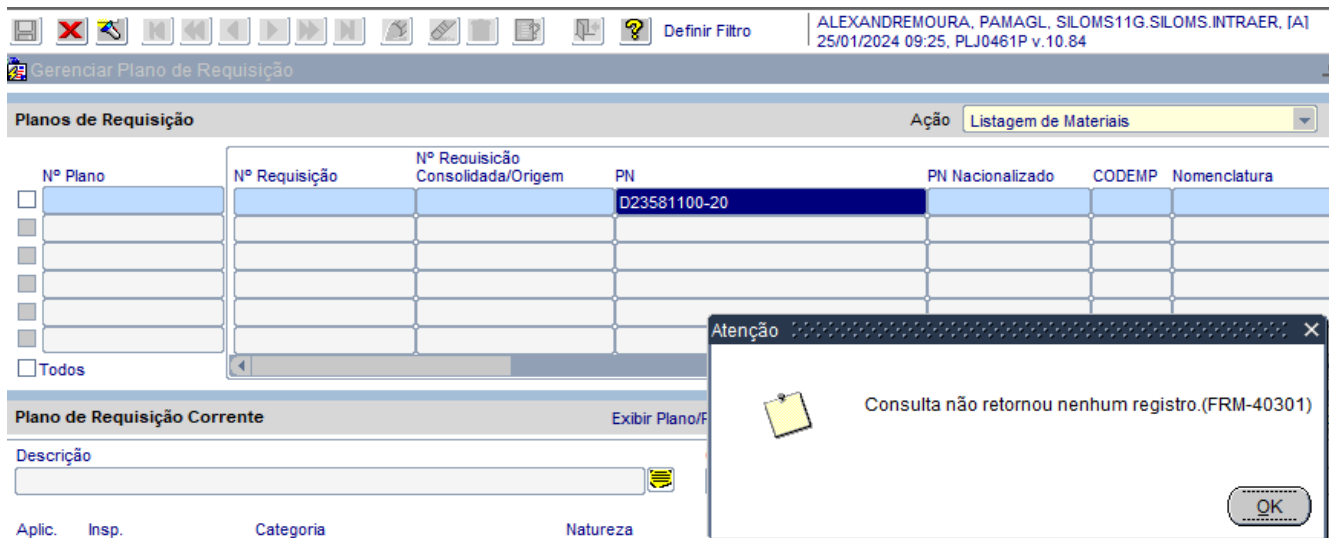 Definir Filtro
ALEXANDREMOURA, PAMAGL, SILOMS11G.SILOMS.INTRAER, [A]
25/01/2024 09:25, PLJ0461P v.10.84
Gerenciar Plano de Requisição
Planos de Requisição
Ação Listagem de Materiais
Nº Plano Nº Requisição Nº Requisição Consolidada/Origem PN PN Nacionalizado CODEMP Nomenclatura
D23581100-20
Todos
Atenção
Consulta não retornou nenhum registro.(FRM-40301)
OK
Plano de Requisição Corrente
Exibir Plano/
Descrição
Aplic. Insp. Categoria Natureza